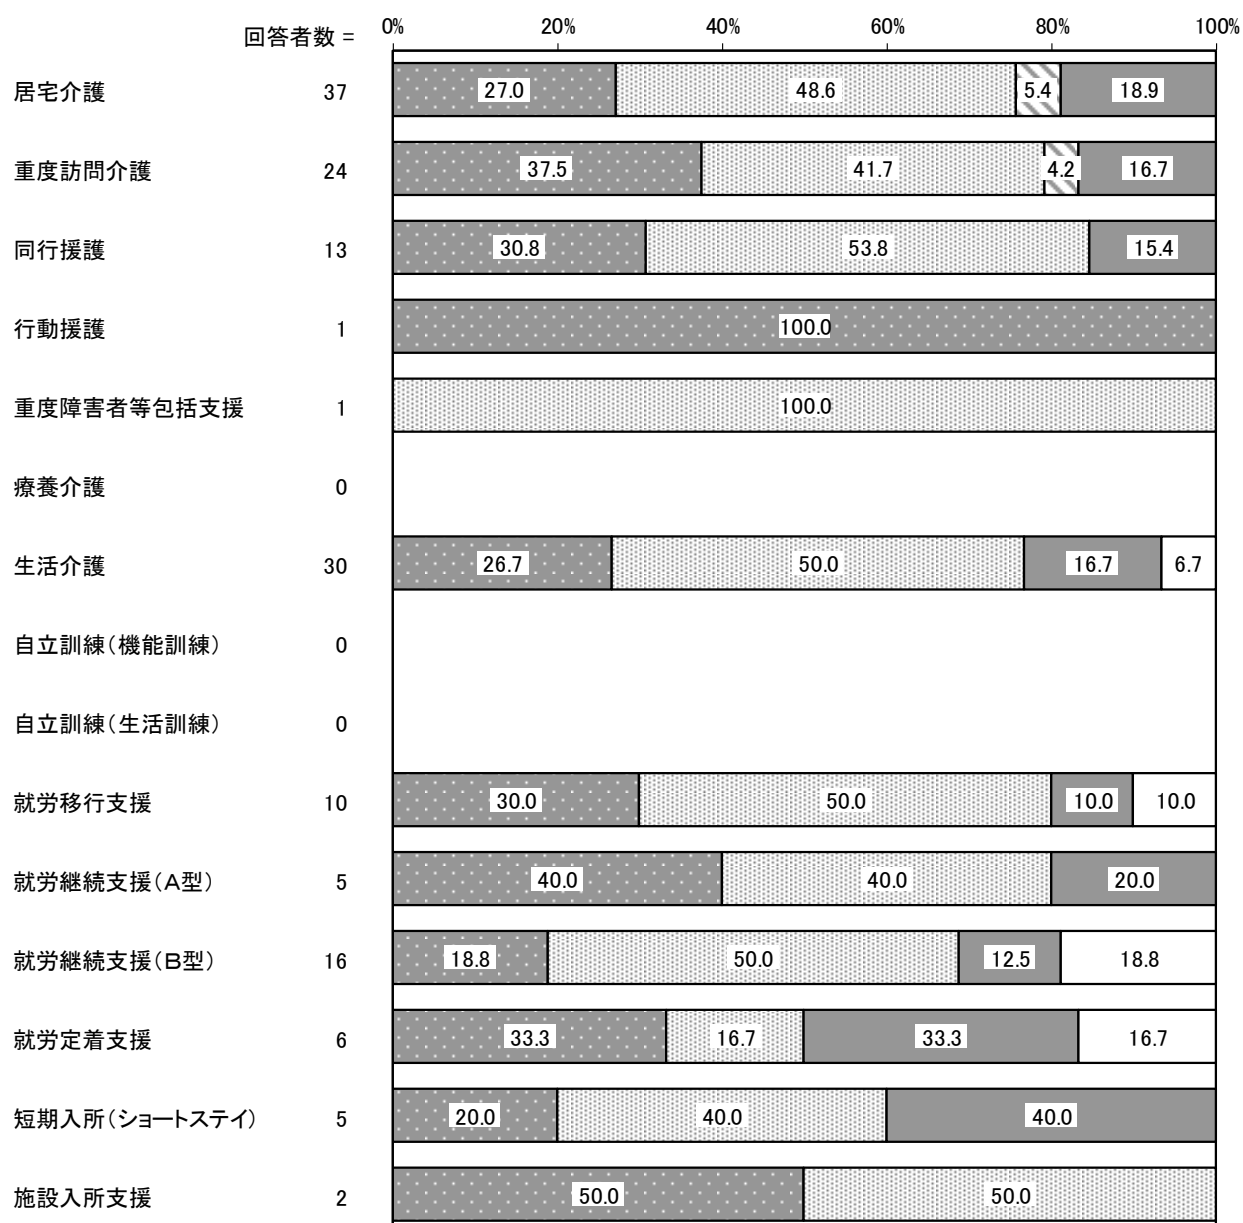 0% 20% 40% 60% 80% 100%
回答者数 =
居宅介護 37 27.0 48.6 5.4 18.9
重度訪問介護 24 37.5 41.7 4.2 16.7
同行援護 13 30.8 53.8 15.4
行動援護 1 100.0
重度障害者等包括支援 1 100.0
療養介護 0
生活介護 30 26.7 50.0 16.7 6.7
自立訓練(機能訓練) 0
自立訓練(生活訓練) 0
就労移行支援 10 30.0 50.0 10.0 10.0
就労継続支援(A型) 5 40.0 40.0 20.0
就労継続支援(B型) 16 18.8 50.0 12.5 18.8
就労定着支援 6 33.3 16.7 33.3 16.7
短期入所(ショートステイ) 5 20.0 40.0 40.0
施設入所支援 2 50.0 50.0